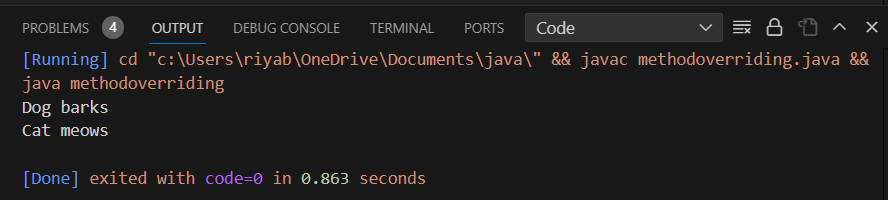 PROBLEMS 4 OUTPUT DEBUG CONSOLE TERMINAL PORTS Code
[Running] cd "c:\Users\riyab\OneDrive\Documents\java\" && javac methodoverriding.java &&
java methodoverriding
Dog barks
Cat meows
[Done] exited with code=0 in 0.863 seconds